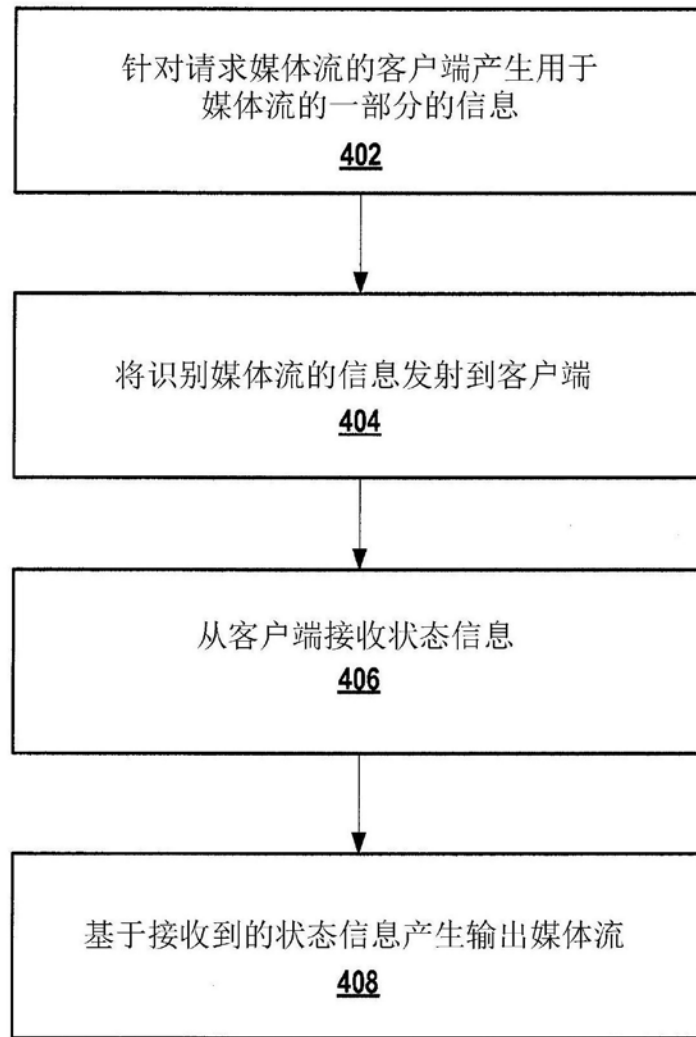 针对请求媒体流的客户端产生用于
媒体流的一部分的信息
402
将识别媒体流的信息发射到客户端
404
从客户端接收状态信息
406
基于接收到的状态信息产生输出媒体流
408